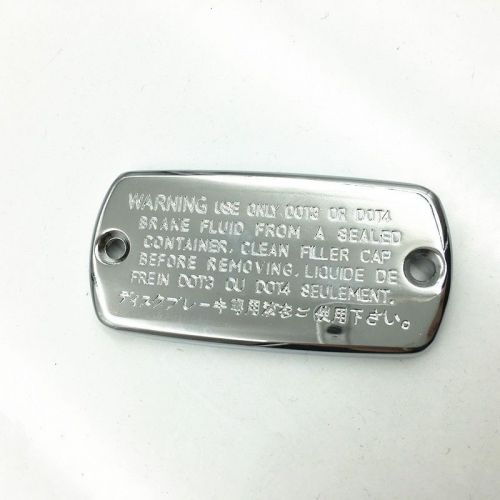 WARNING USE ONLY DOT3 OR DOT4
BRAKE FLUID FROM A SEALED
CONTAINER. CLEAN FILLER CAP
BEFORE REMOVING. LIQUIDE DE
FREIN DOT3 OU DOT4 SEULEMENT.
ディスクブレーキ専用液をご使用下さい。